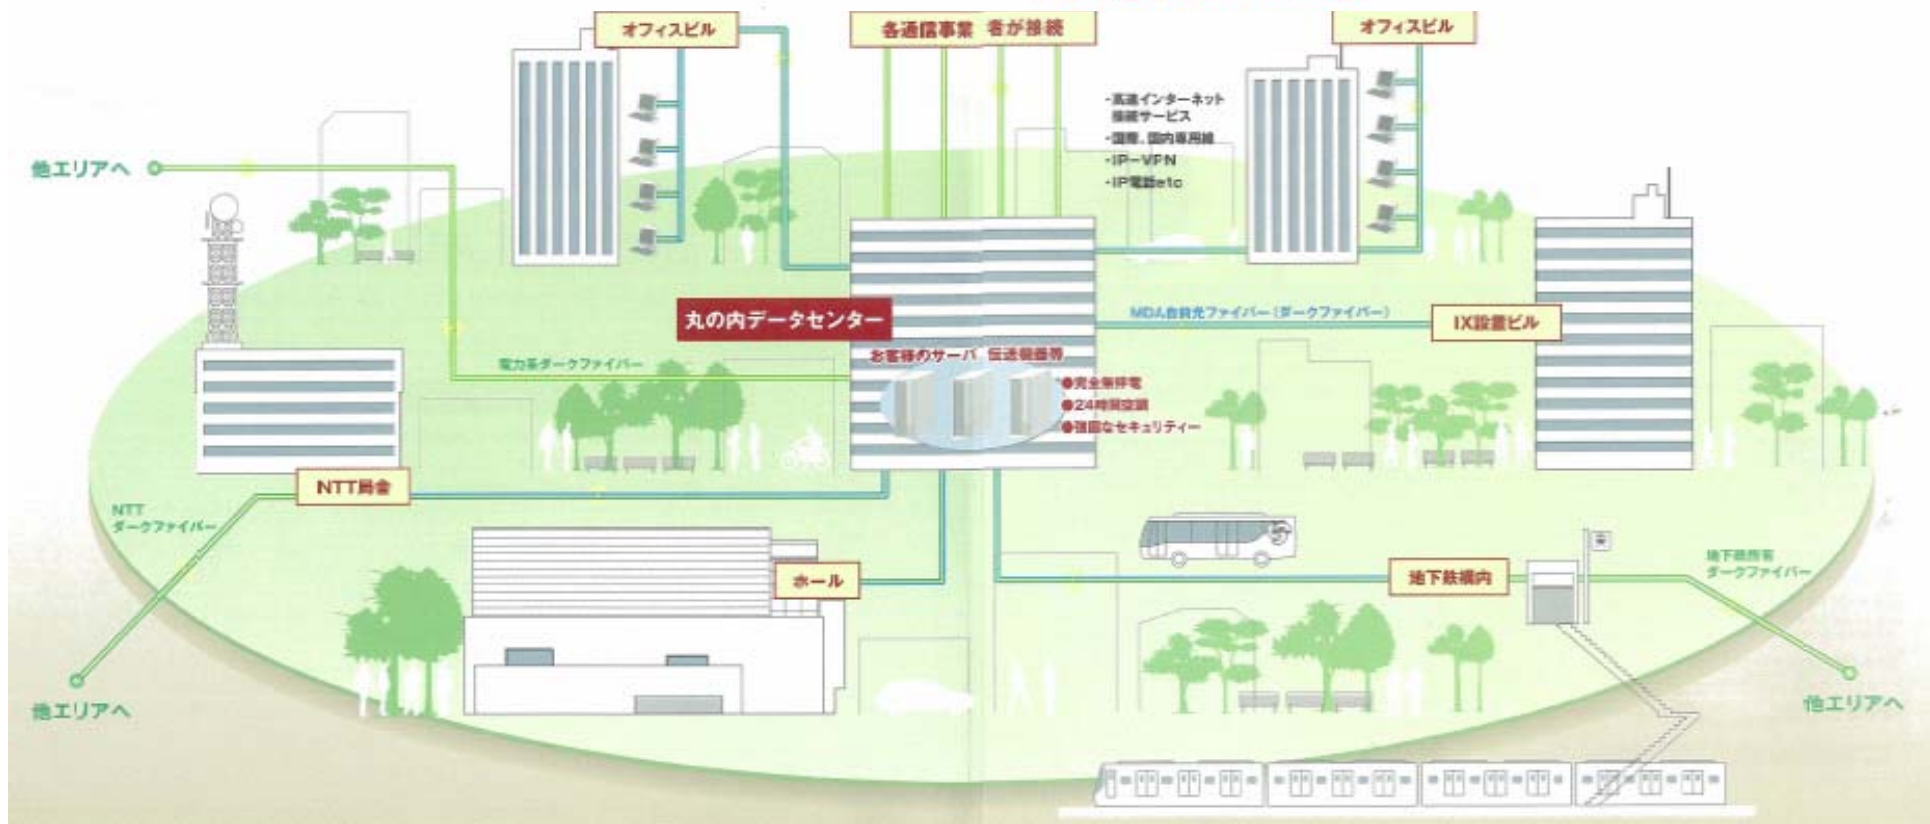 オフィスビル
各通信事業者が接続
オフィスビル
・高速インターネット
接続サービス
・国際、国内専用線
・IP-VPN
・IP電話etc
他エリアへ
丸の内データセンター
MDA自前光ファイバー（ダークファイバー）
IX設置ビル
お客様のサーバ 伝送機器等
電力系ダークファイバー
●完全無停電
●24時間空調
●強固なセキュリティー
NTT局舎
NTT
ダークファイバー
ホール
地下鉄構内
ダークファイバー
他エリアへ
他エリアへ